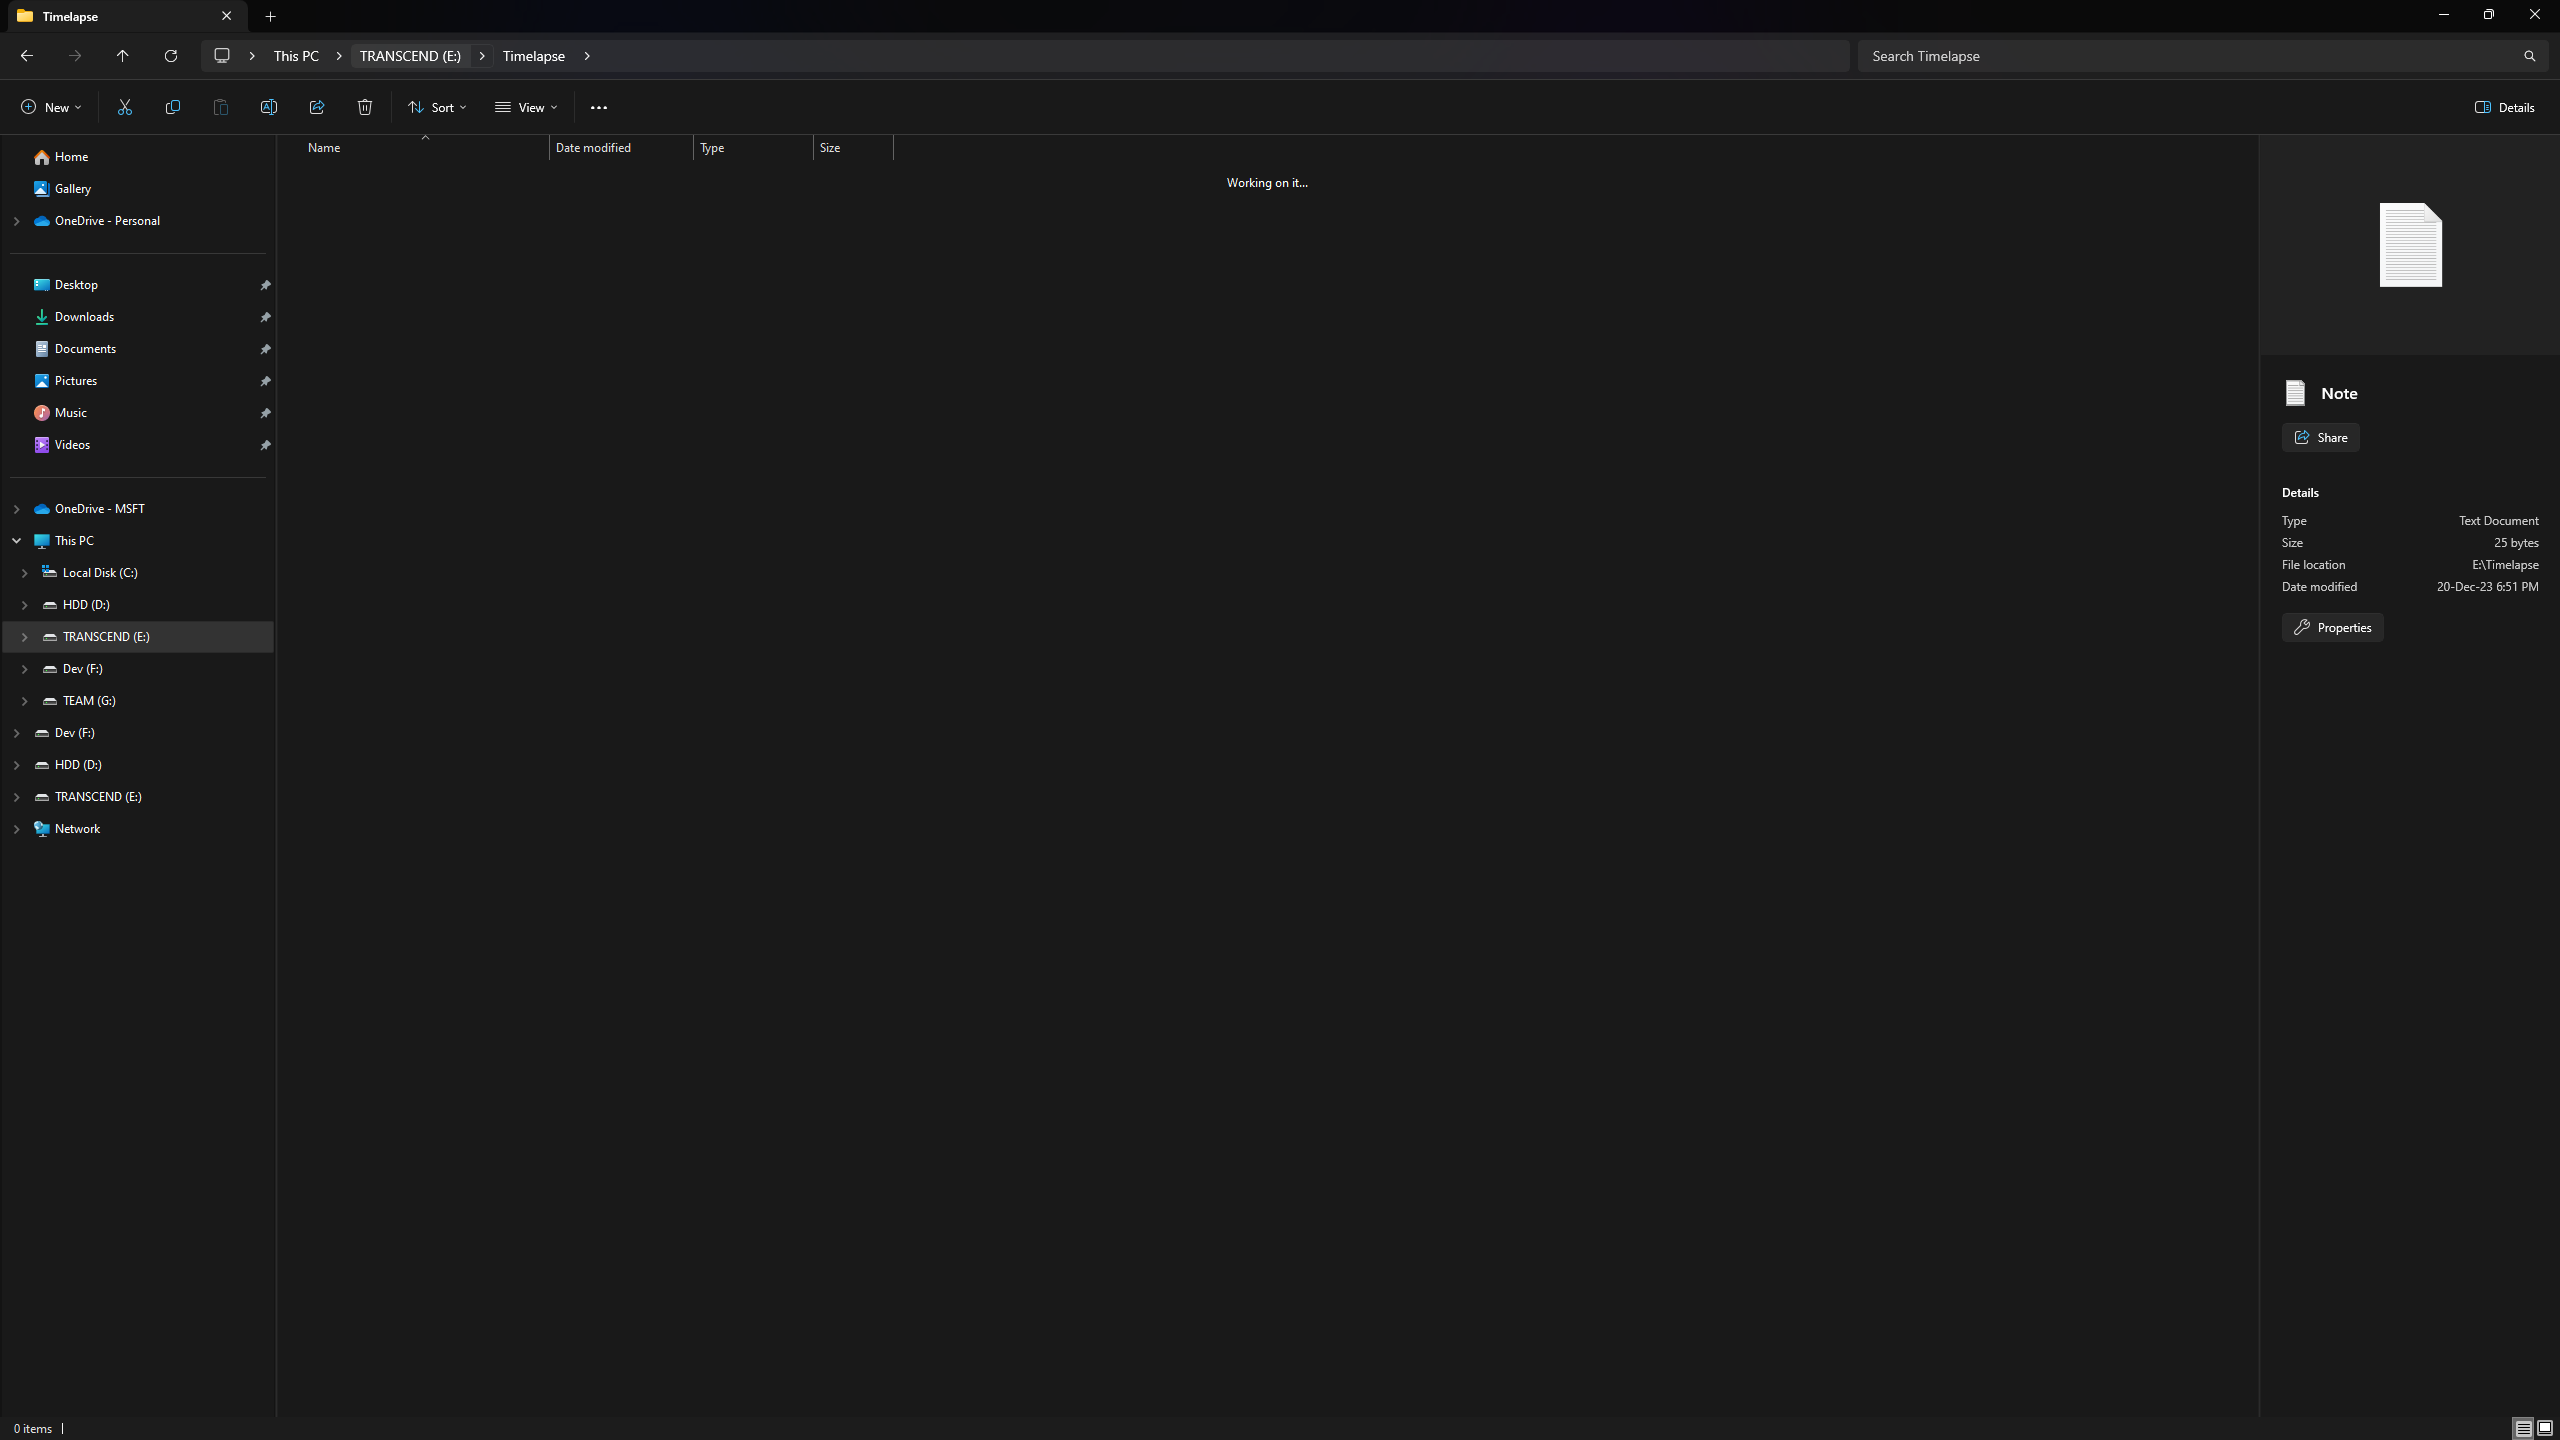 Timelapse
This PC
TRANSCEND (E:)
Timelapse
Search Timelapse
New
Sort
View
Details
Home
Gallery
OneDrive - Personal
Desktop
Downloads
Documents
Pictures
Music
Videos
OneDrive - MSFT
This PC
Local Disk (C:)
HDD (D:)
TRANSCEND (E:)
Dev (F:)
TEAM (G:)
Dev (F:)
HDD (D:)
TRANSCEND (E:)
Network
Name Date modified Type Size
Working on it...
Note
Share
Details
Type Text Document
Size 25 bytes
File location E:\Timelapse
Date modified 20-Dec-23 6:51 PM
Properties
0 items